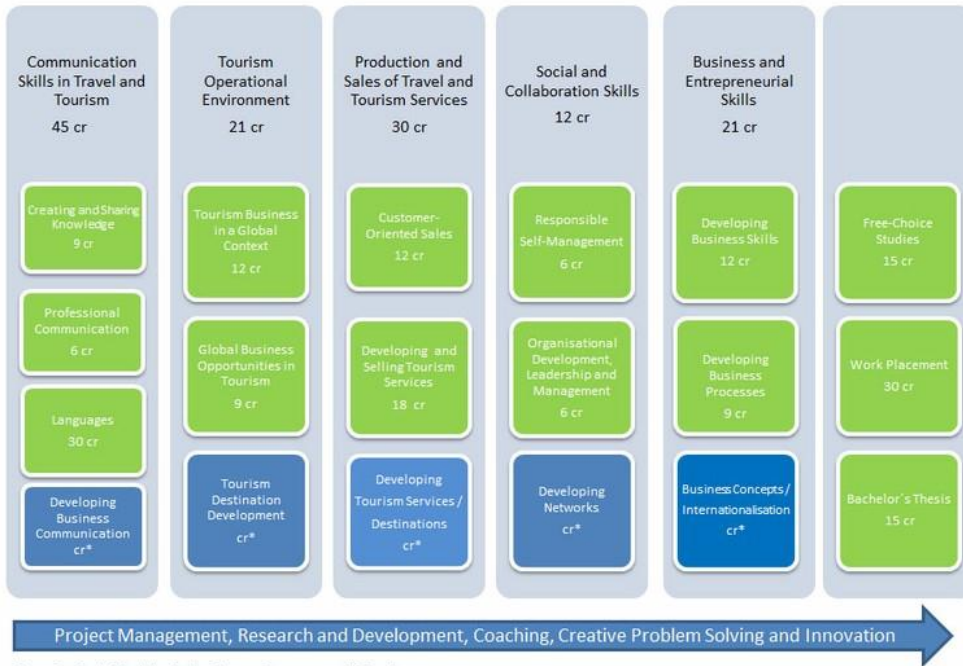 Communication
Skills in Travel and
Tourism
45 cr
Creating and Sharing
Knowledge
9 cr
Professional
Communication
6 cr
Languages
30 cr
Developing
Business
Communication
cr*
Tourism
Operational
Environment
21 cr
Tourism Business
in a Global
Context
12 cr
Global Business
Opportunities in
Tourism
9 cr
Tourism
Destination
Development
cr*
Production and
Sales of Travel and
Tourism Services
30 cr
Customer-
Oriented Sales
12 cr
Developing and
Selling Tourism
Services
18 cr
Developing
Tourism Services /
Destinations
cr*
Social and
Collaboration Skills
12 cr
Responsible
Self-Management
6 cr
Organisational
Development,
Leadership and
Management
6 cr
Developing
Networks
cr*
Business and
Entrepreneurial
Skills
21 cr
Developing
Business Skills
12 cr
Developing
Business
Processes
9 cr
Business Concepts /
Internationalisation
cr*
Free-Choice
Studies
15 cr
Work Placement
30 cr
Bachelor´s Thesis
15 cr
Project Management, Research and Development, Coaching, Creative Problem Solving and Innovation